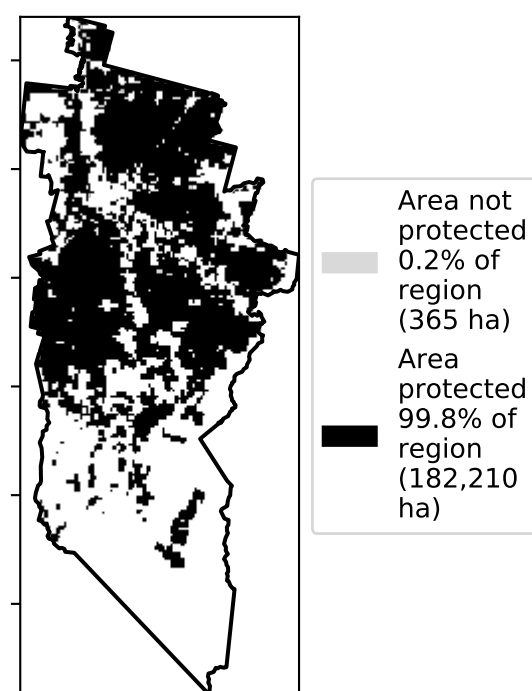 Area not
protected
0.2% of
region
(365 ha)
Area
protected
99.8% of
region
(182,210
ha)